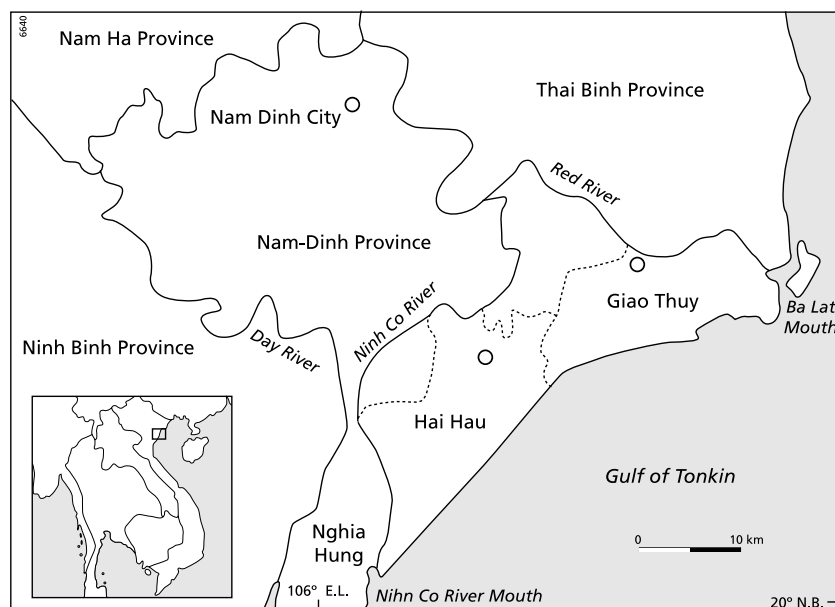 6640
Nam Ha Province
Thai Binh Province
Nam Dinh City
Red River
Nam-Dinh Province
Giao Thuy
Ba Lat
Mouth
Ninh Co River
Day River
Ninh Binh Province
Hai Hau
Gulf of Tonkin
0 10 km
Nghia
Hung
106° E.L.
Nihn Co River Mouth
20° N.B.